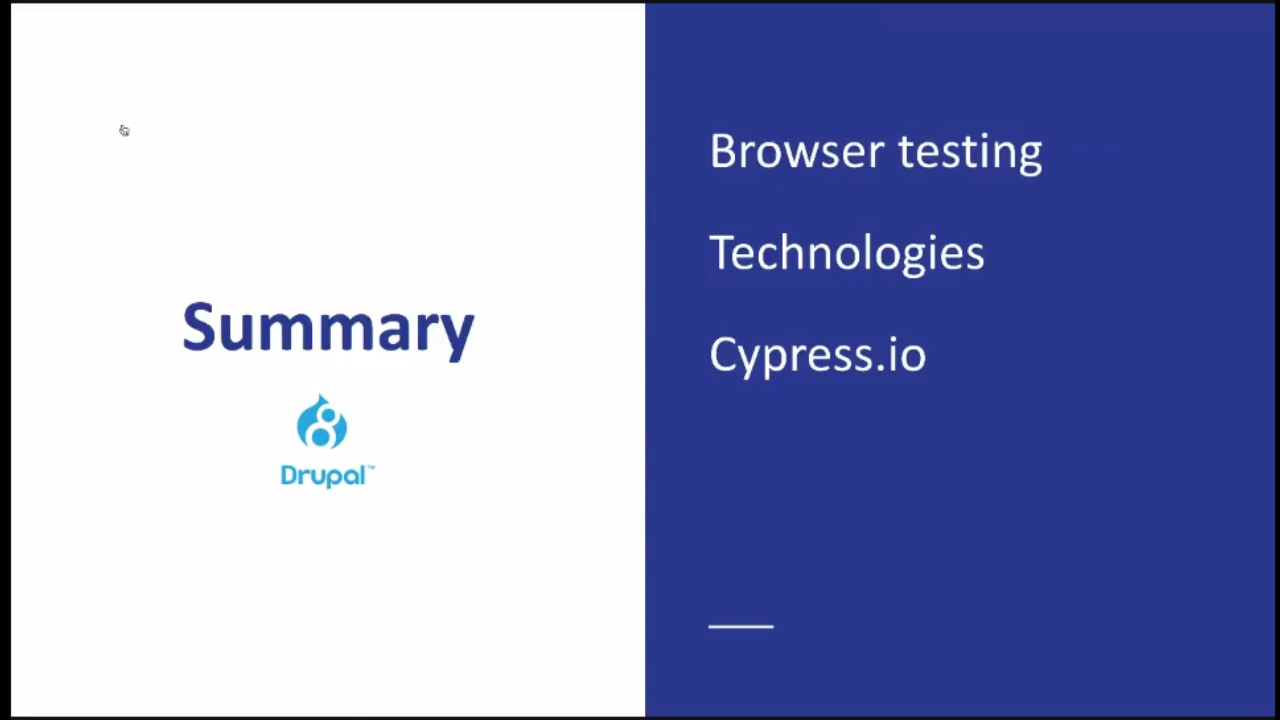 Summary
Drupal™
Browser testing
Technologies
Cypress.io